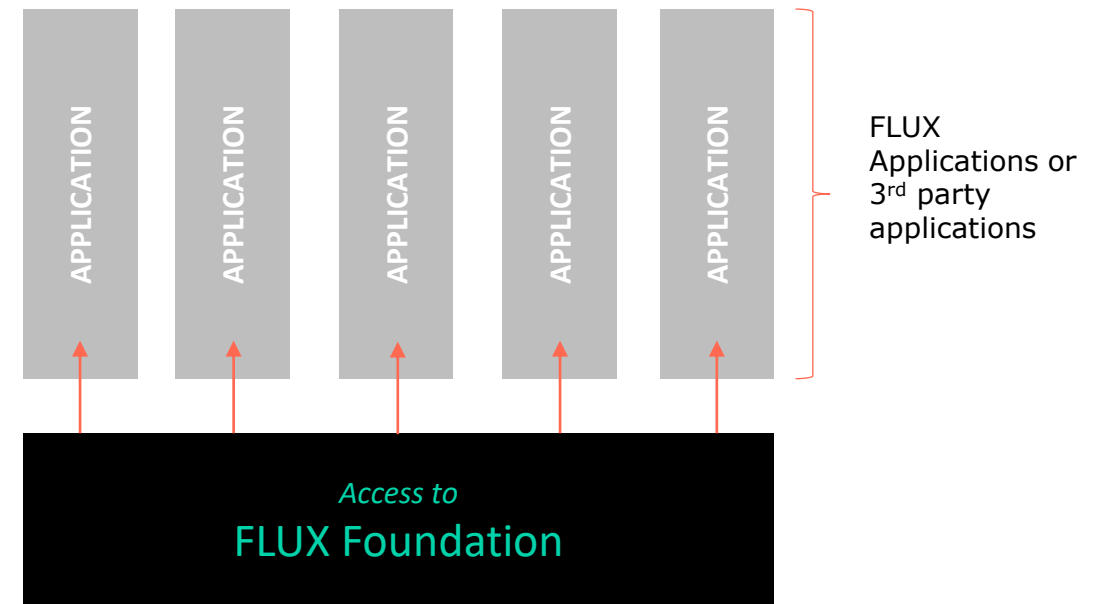 APPLICATION
APPLICATION
APPLICATION
APPLICATION
APPLICATION
FLUX
Applications or
3rd party
applications
Access to
FLUX Foundation